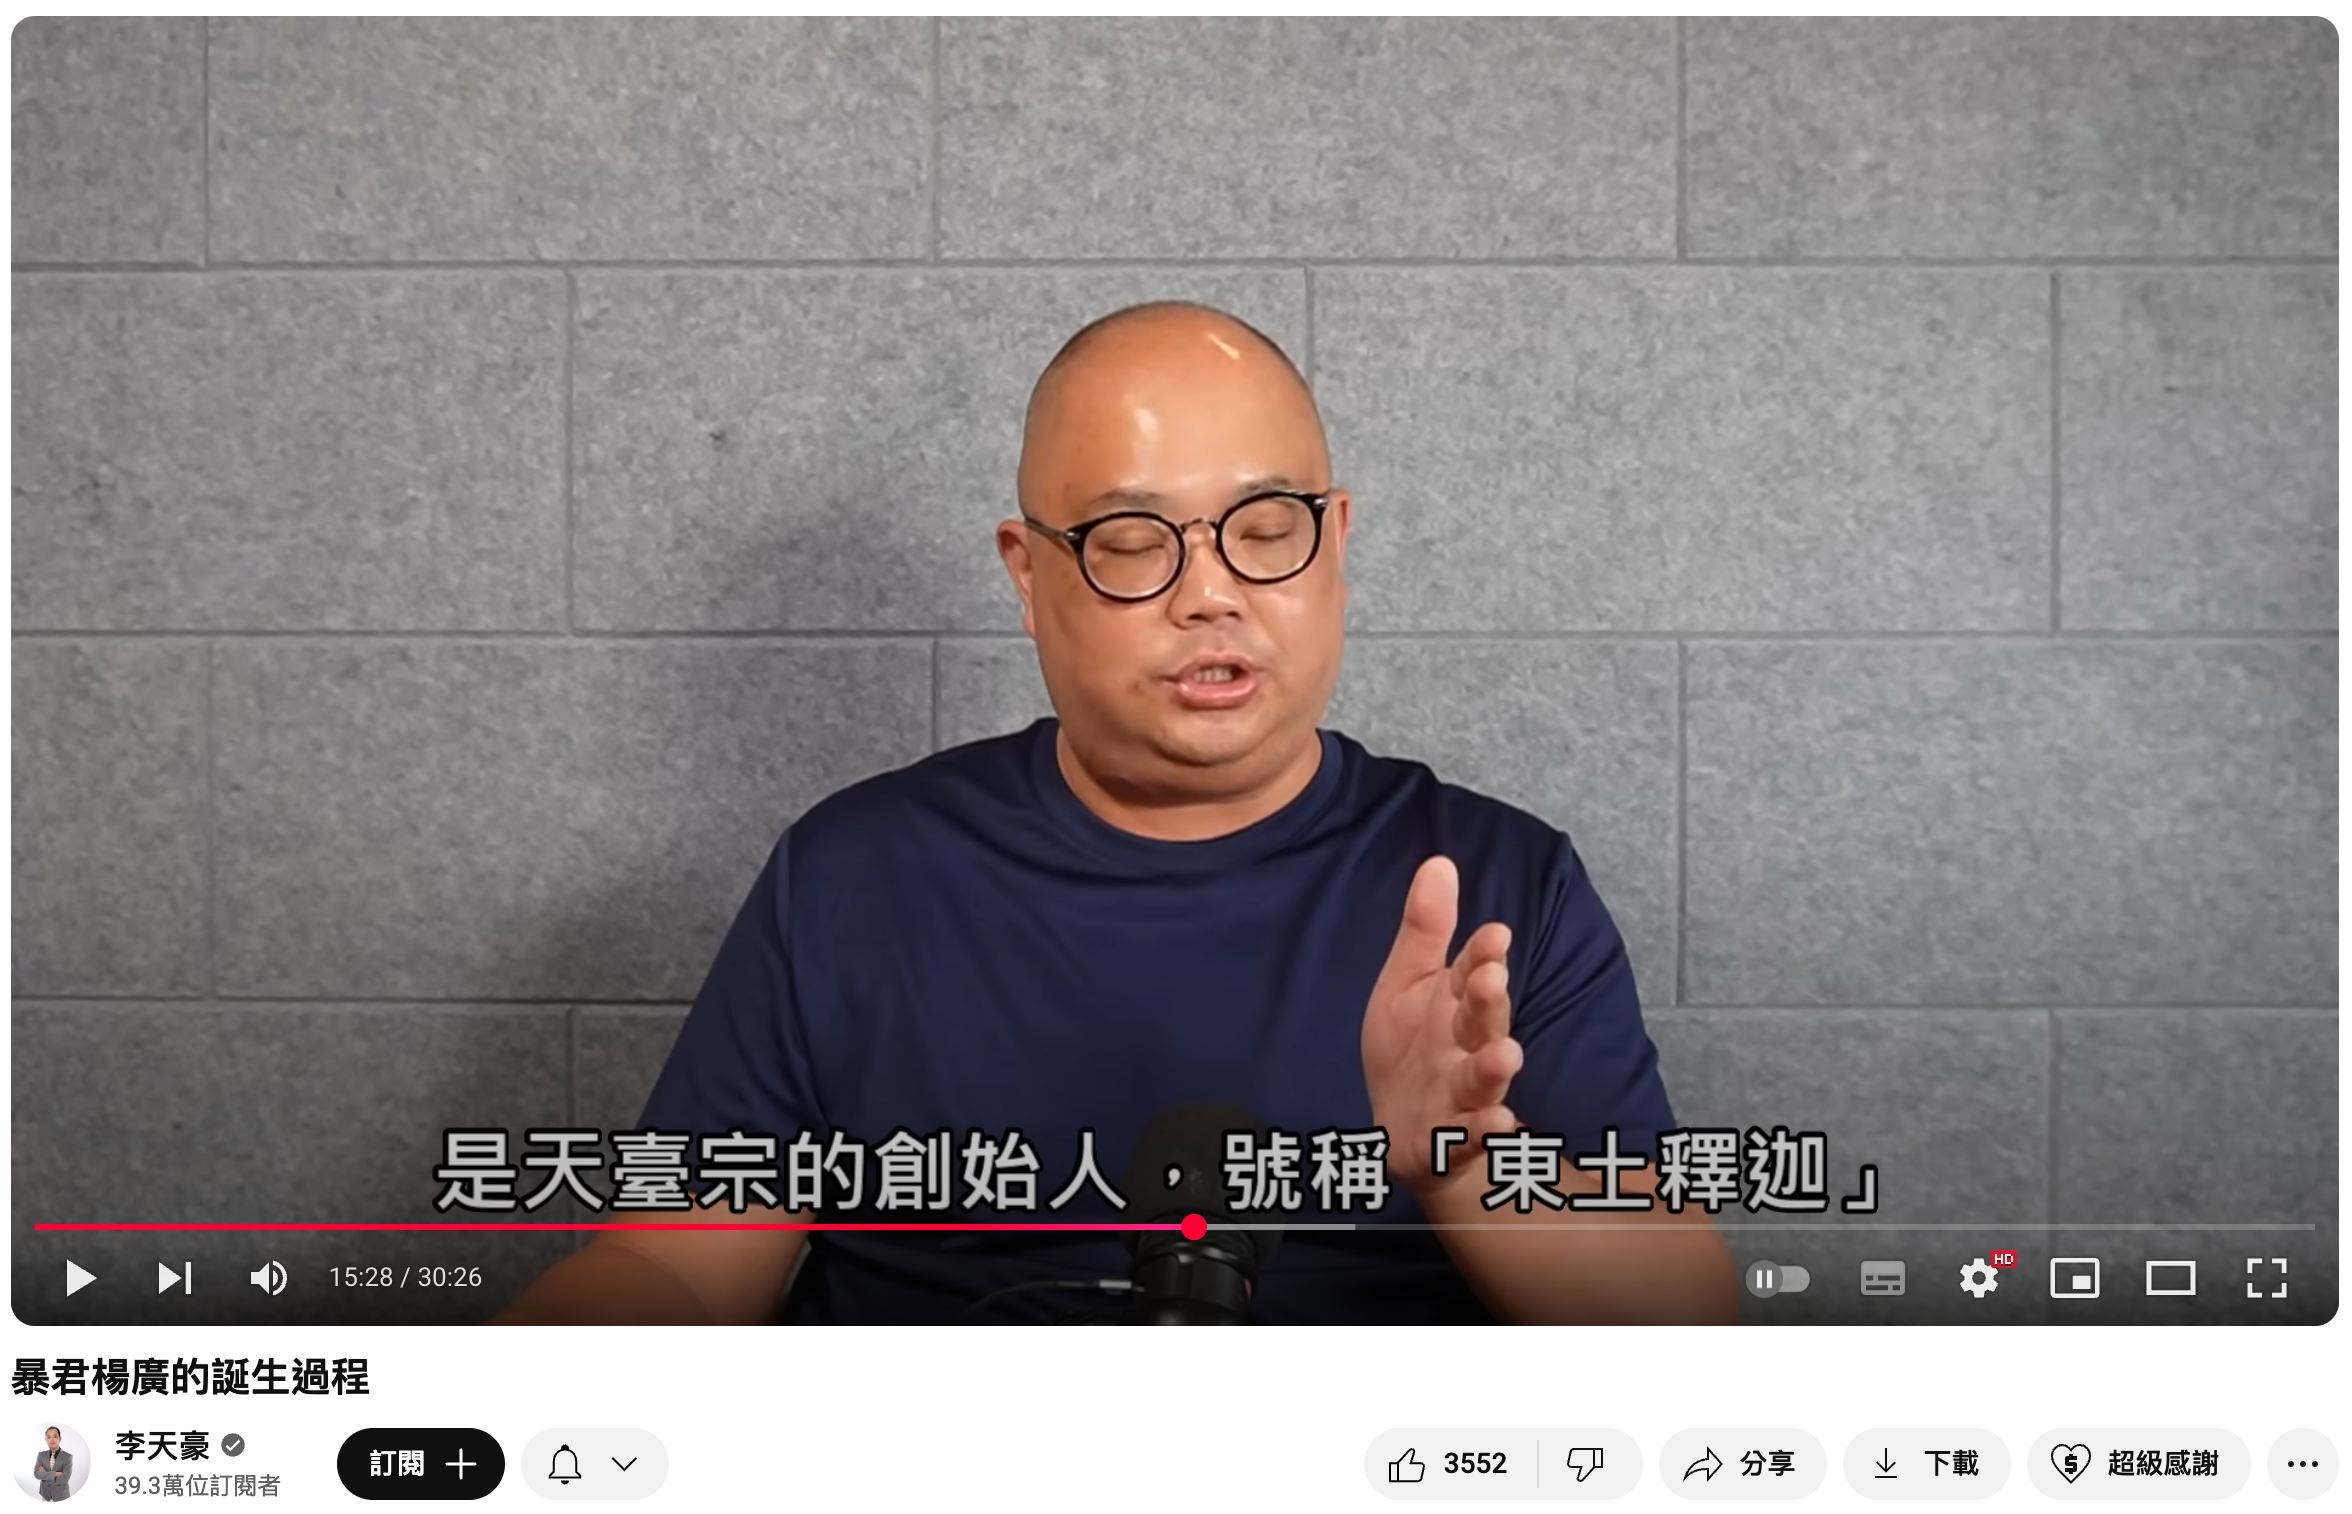 是天臺宗的創始人，號稱「東土釋迦」
15:28 / 30:26
HD
暴君楊廣的誕生過程
李天豪
39.3萬位訂閱者
訂閱
3552
分享
下載
超級感謝